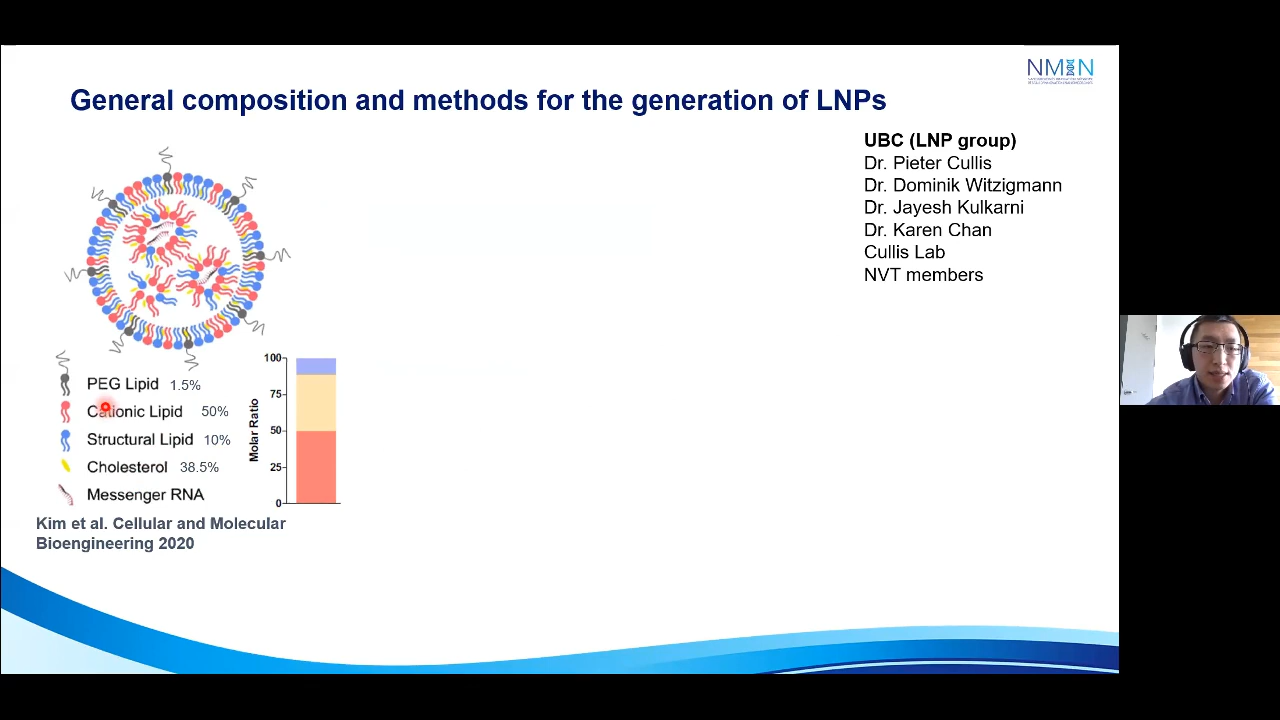 NMIN
General composition and methods for the generation of LNPs
UBC (LNP group)
Dr. Pieter Cullis
Dr. Dominik Witzigmann
Dr. Jayesh Kulkarni
Dr. Karen Chan
Cullis Lab
NVT members
PEG Lipid 1.5%
Cationic Lipid 50%
Structural Lipid 10%
Cholesterol 38.5%
Messenger RNA
Molar Ratio
100
75
50
25
0
Kim et al. Cellular and Molecular
Bioengineering 2020